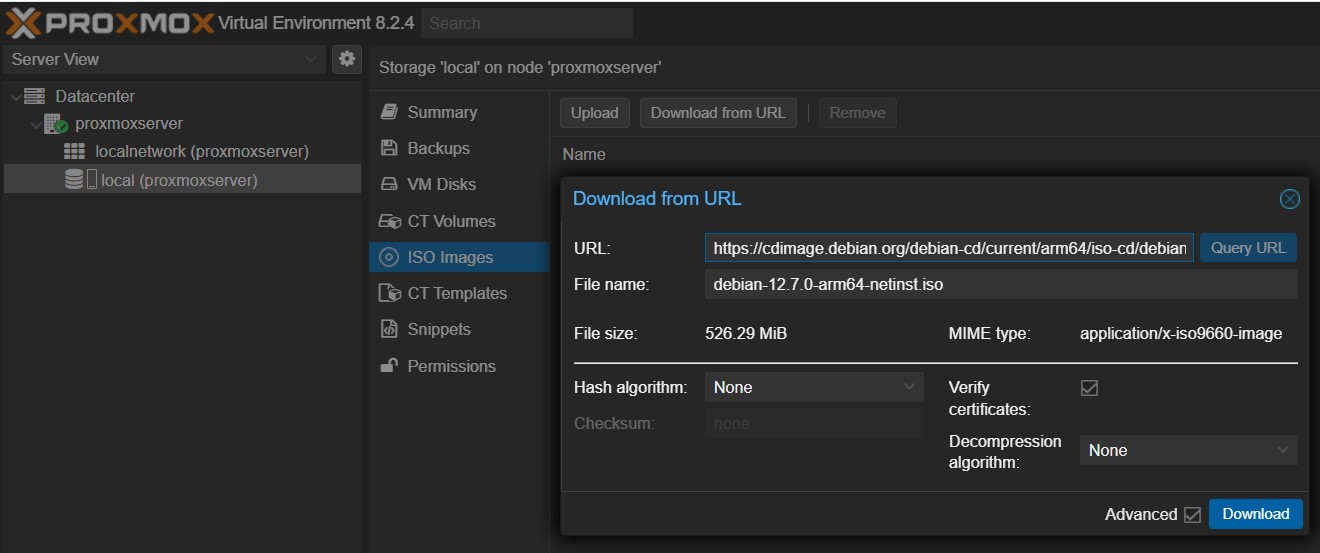 PROXMOX Virtual Environment 8.2.4 Search
Server View
Storage 'local' on node 'proxmoxserver'
Datacenter
proxmoxserver
localnetwork (proxmoxserver)
local (proxmoxserver)
Summary
Backups
VM Disks
CT Volumes
ISO Images
CT Templates
Snippets
Permissions
Upload Download from URL Remove
Name
Download from URL
URL: https://cdimage.debian.org/debian-cd/current/arm64/iso-cd/debian Query URL
File name: debian-12.7.0-arm64-netinst.iso
File size: 526.29 MiB MIME type: application/x-iso9660-image
Hash algorithm: None Verify
certificates:
Checksum: none
Decompression
algorithm: None
Advanced Download